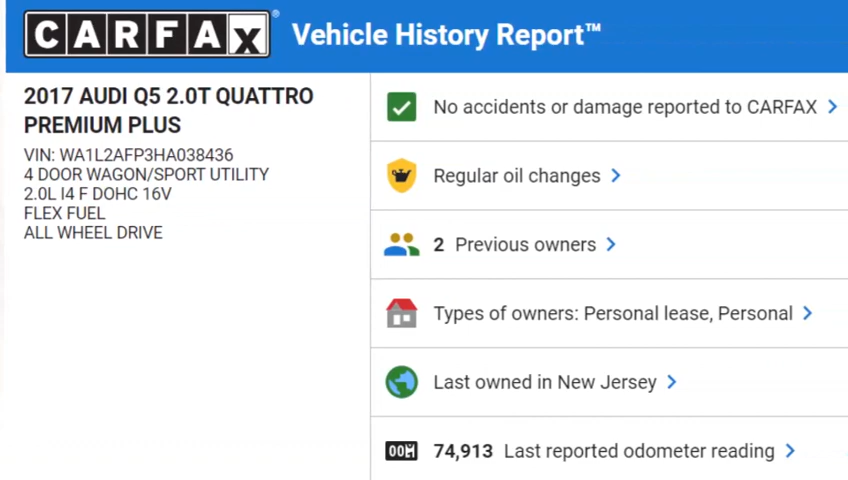 CARFAX® Vehicle History Report™
2017 AUDI Q5 2.0T QUATTRO
PREMIUM PLUS
VIN: WA1L2AFP3HA038436
4 DOOR WAGON/SPORT UTILITY
2.0L I4 F DOHC 16V
FLEX FUEL
ALL WHEEL DRIVE
No accidents or damage reported to CARFAX
Regular oil changes
2 Previous owners
Types of owners: Personal lease, Personal
Last owned in New Jersey
74,913 Last reported odometer reading